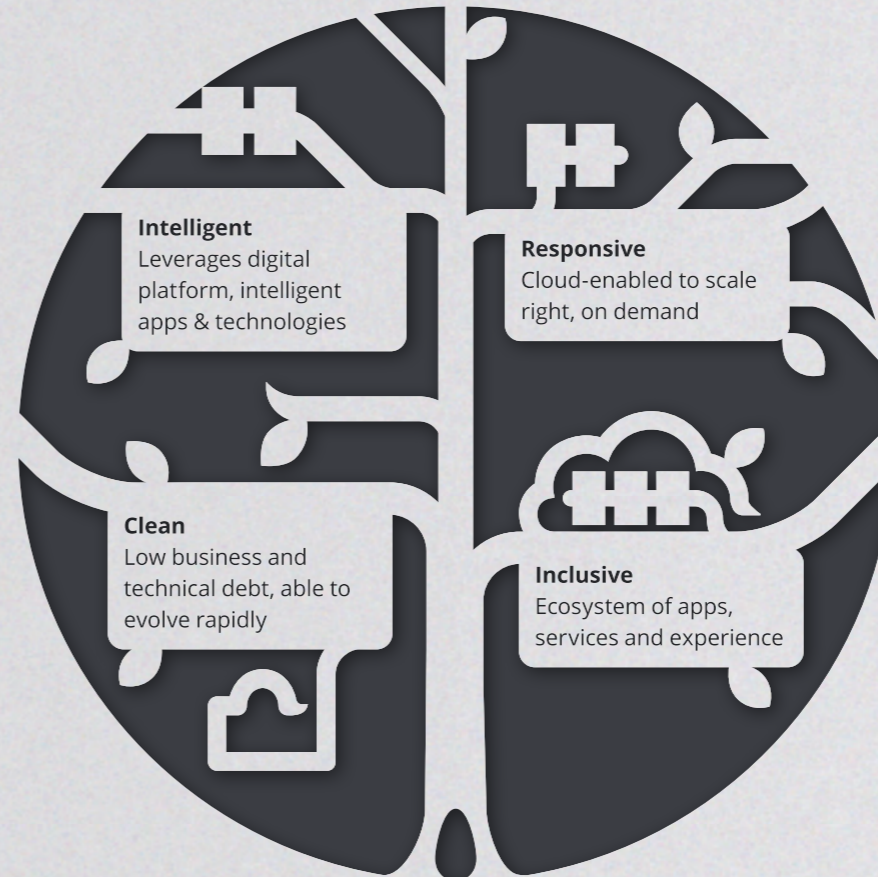 Intelligent
Leverages digital
platform, intelligent
apps & technologies
Responsive
Cloud-enabled to scale
right, on demand
Clean
Low business and
technical debt, able to
evolve rapidly
Inclusive
Ecosystem of apps,
services and experience